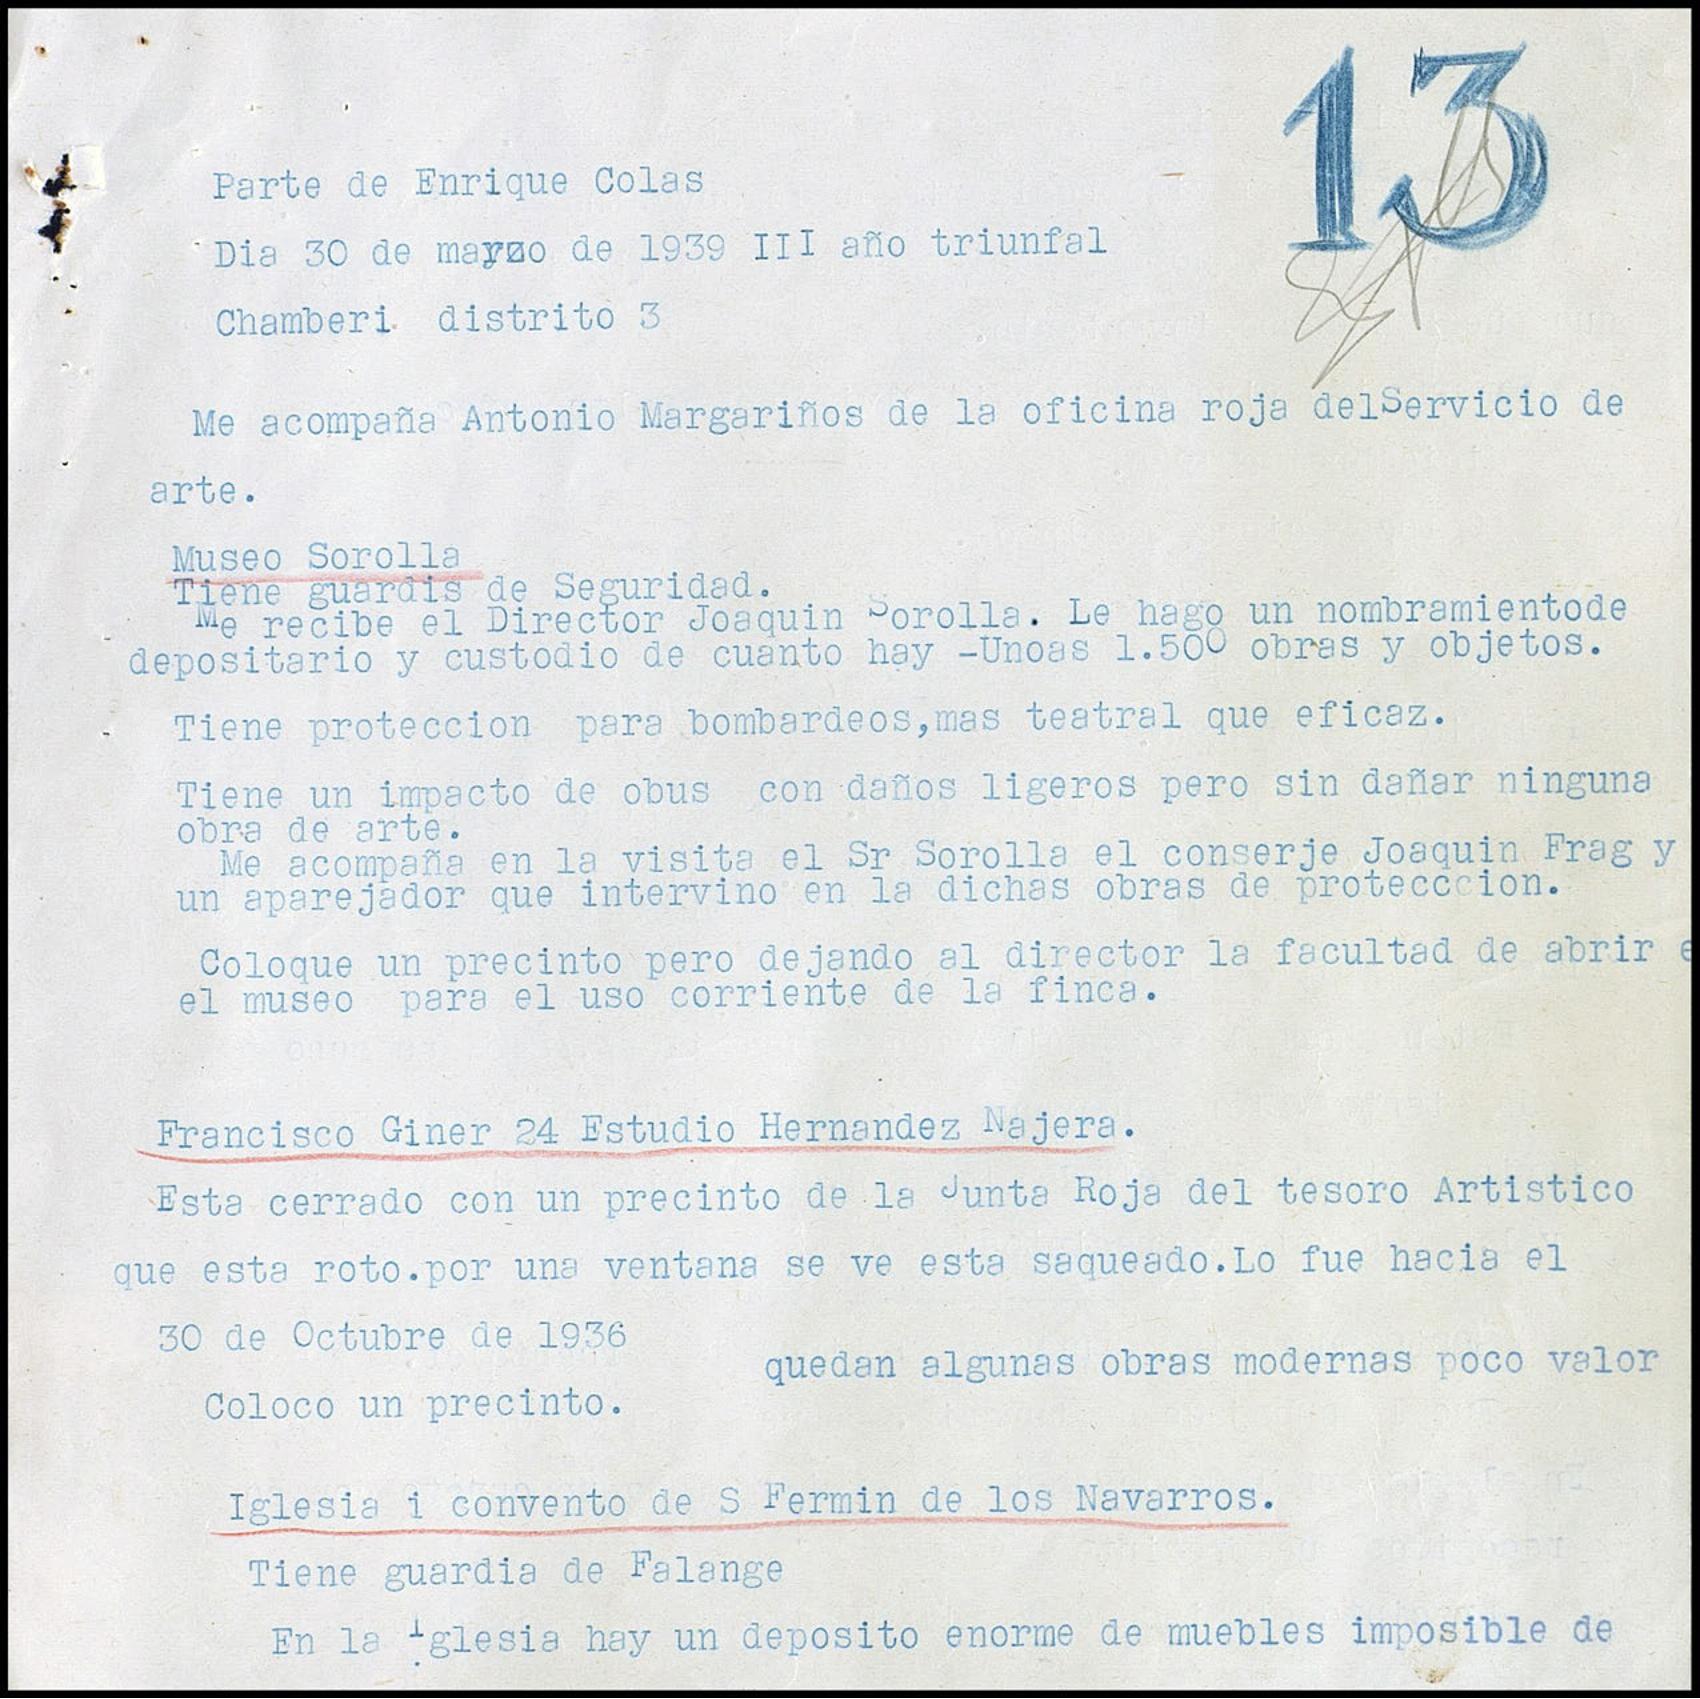 13
Parte de Enrique Colas
Dia 30 de marzo de 1939 III año triunfal
Chamberi distrito 3
Me acompaña Antonio Margariños de la oficina roja delServicio de
arte.
Museo Sorolla
Tiene guardis de Seguridad.
Me recibe el Director Joaquin Sorolla. Le hago un nombramientode
depositario y custodio de cuanto hay -Unoas 1.500 obras y objetos.
Tiene proteccion para bombardeos,mas teatral que eficaz.
Tiene un impacto de obus con daños ligeros pero sin dañar ninguna
obra de arte.
Me acompaña en la visita el Sr Sorolla el conserje Joaquin Frag y
un aparejador que intervino en la dichas obras de protecccion.
Coloque un precinto pero dejando al director la facultad de abrir e
el museo para el uso corriente de la finca.
Francisco Giner 24 Estudio Hernandez Najera.
Esta cerrado con un precinto de la Junta Roja del tesoro Artistico
que esta roto.por una ventana se ve esta saqueado.Lo fue hacia el
30 de Octubre de 1936
quedan algunas obras modernas poco valor
Coloco un precinto.
Iglesia i convento de S Fermin de los Navarros.
Tiene guardia de Falange
En la Iglesia hay un deposito enorme de muebles imposible de